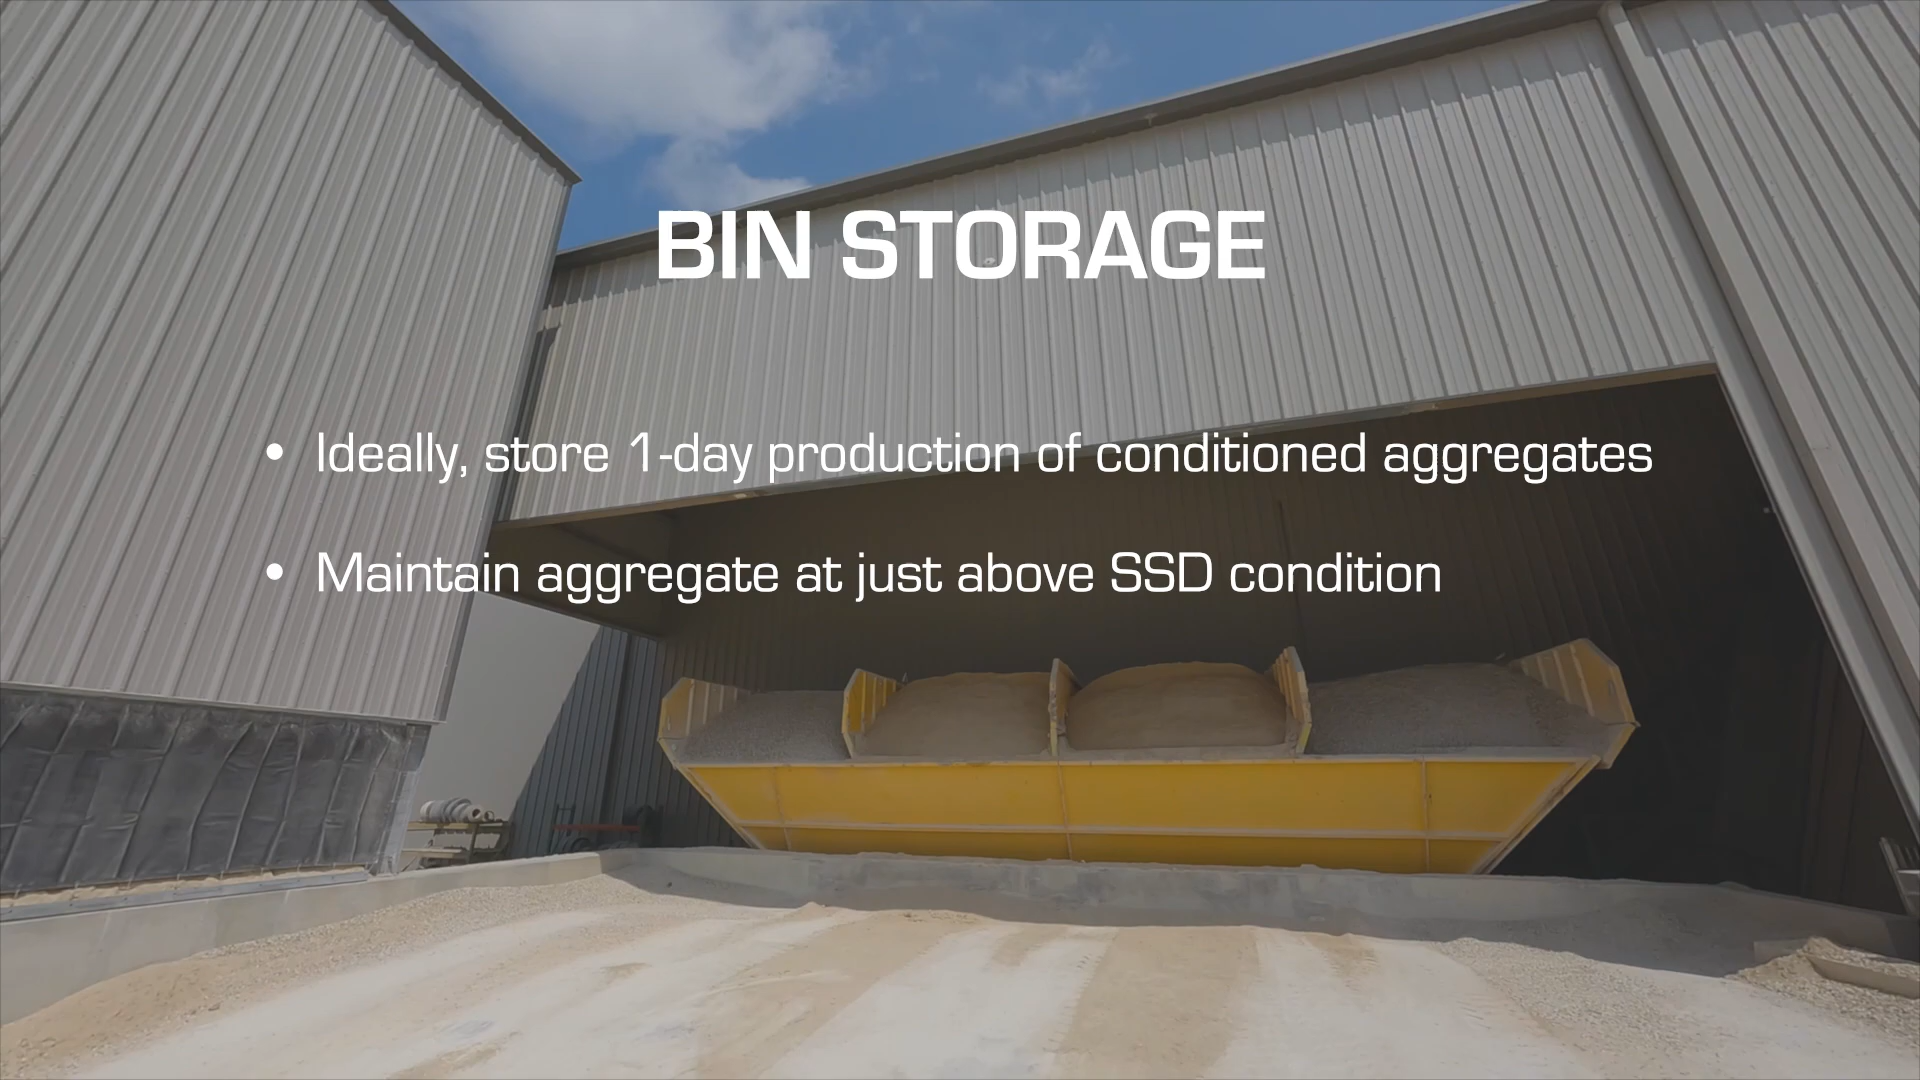 BIN STORAGE
• Ideally, store 1-day production of conditioned aggregates
• Maintain aggregate at just above SSD condition